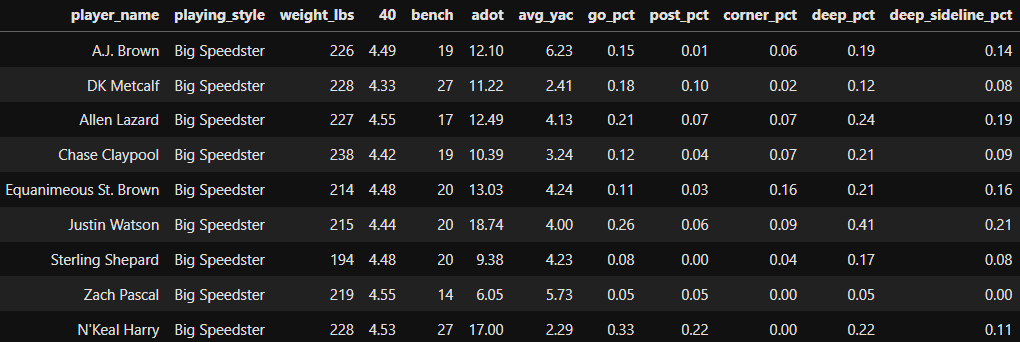 player_name playing_style weight_lbs 40 bench adot avg_yac go_pct post_pct corner_pct deep_pct deep_sideline_pct
A.J. Brown Big Speedster 226 4.49 19 12.10 6.23 0.15 0.01 0.06 0.19 0.14
DK Metcalf Big Speedster 228 4.33 27 11.22 2.41 0.18 0.10 0.02 0.12 0.08
Allen Lazard Big Speedster 227 4.55 17 12.49 4.13 0.21 0.07 0.07 0.24 0.19
Chase Claypool Big Speedster 238 4.42 19 10.39 3.24 0.12 0.04 0.07 0.21 0.09
Equanimeous St. Brown Big Speedster 214 4.48 20 13.03 4.24 0.11 0.03 0.16 0.21 0.16
Justin Watson Big Speedster 215 4.44 20 18.74 4.00 0.26 0.06 0.09 0.41 0.21
Sterling Shepard Big Speedster 194 4.48 20 9.38 4.23 0.08 0.00 0.04 0.17 0.08
Zach Pascal Big Speedster 219 4.55 14 6.05 5.73 0.05 0.05 0.00 0.05 0.00
N'Keal Harry Big Speedster 228 4.53 27 17.00 2.29 0.33 0.22 0.00 0.22 0.11